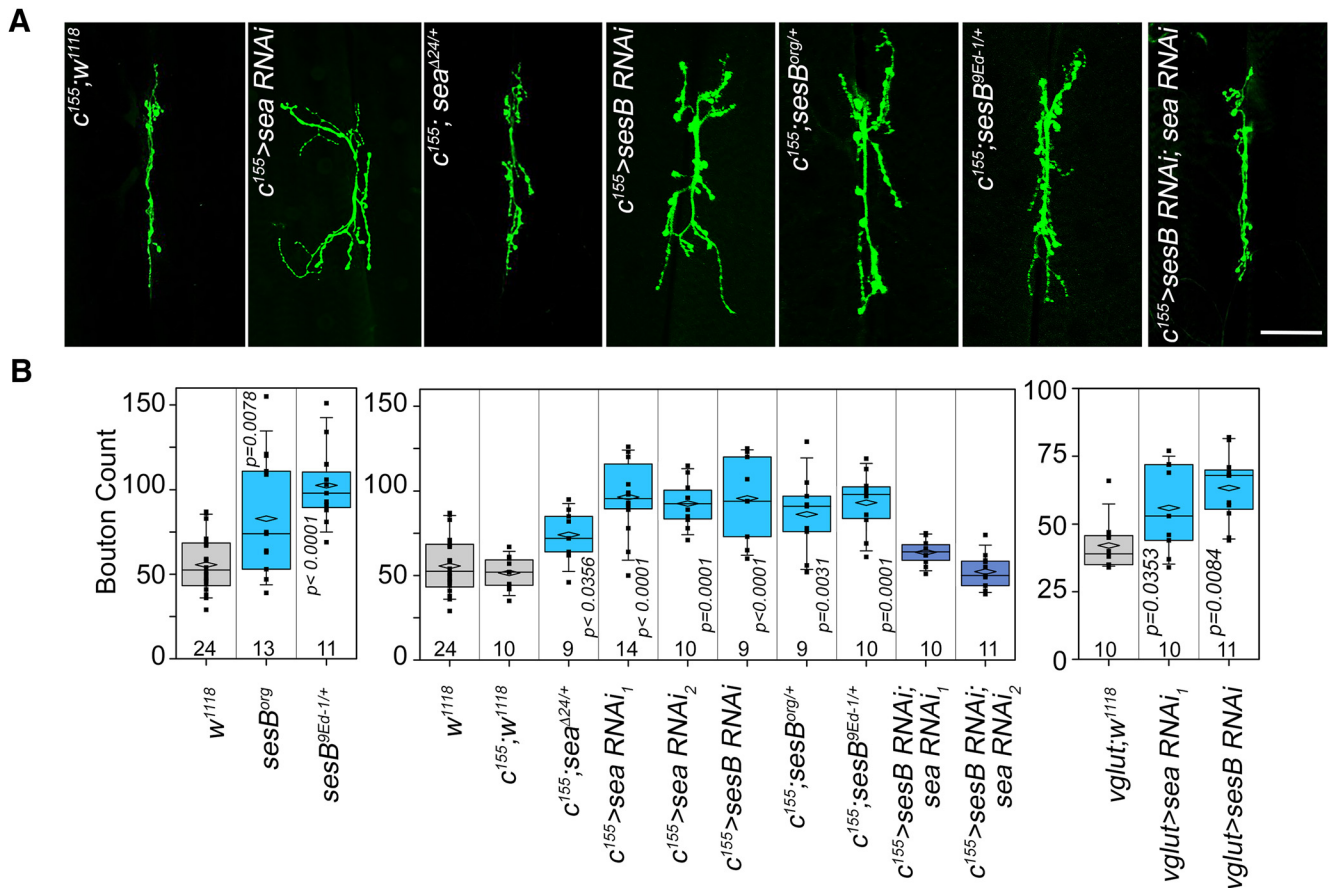 A
c155;w1118
c155>sea RNAi
c155; seaΔ24/+
c155>sesB RNAi
c155;sesBorg/+
c155;sesB9Ed-1/+
c155>sesB RNAi; sea RNAi
B
Bouton Count
150
100
50
0
p=0.0078
p< 0.0001
24
13
11
w1118
sesBorg
sesB9Ed-1/+
150
100
50
0
p< 0.0356
p< 0.0001
p=0.0001
p<0.0001
p=0.0031
p=0.0001
24
10
9
14
10
9
9
10
10
11
w1118
c155;w1118
c155;seaΔ24/+
c155>sea RNAi1
c155>sea RNAi2
c155>sesB RNAi
c155;sesBorg/+
c155;sesB9Ed-1/+
c155>sesB RNAi;
sea RNAi1
c155>sesB RNAi;
sea RNAi2
100
75
50
25
0
p=0.0353
p=0.0084
10
10
11
vglut;w1118
vglut>sea RNAi1
vglut>sesB RNAi